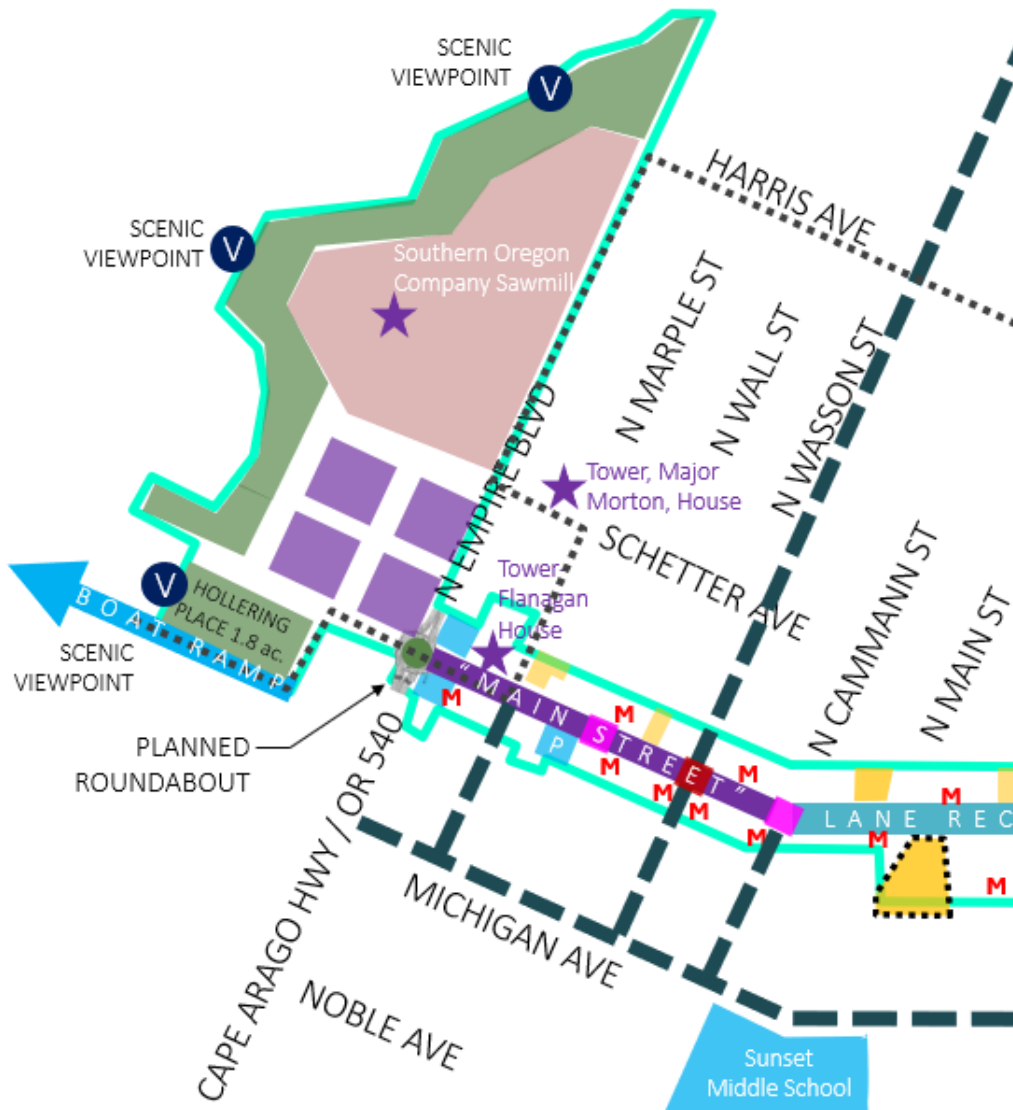 SCENIC
VIEWPOINT
V
HARRIS AVE
SCENIC
VIEWPOINT
V
Southern Oregon
Company Sawmill
N MARPLE ST
N WALL ST
N WASSON ST
N EMPIRE BLVD
Tower, Major
Morton, House
SCHETTER AVE
N CAMMANN ST
N MAIN ST
Tower-
Flanagan
House
V
HOLLERING
PLACE 1.8 ac.
BOAT RAMP
SCENIC
VIEWPOINT
"MAIN STREET"
M
M
P
M
M
M
M
M
PLANNED
ROUNDABOUT
LANE REC
M
M
M
CAPE ARAGO HWY / OR 540
MICHIGAN AVE
NOBLE AVE
Sunset
Middle School